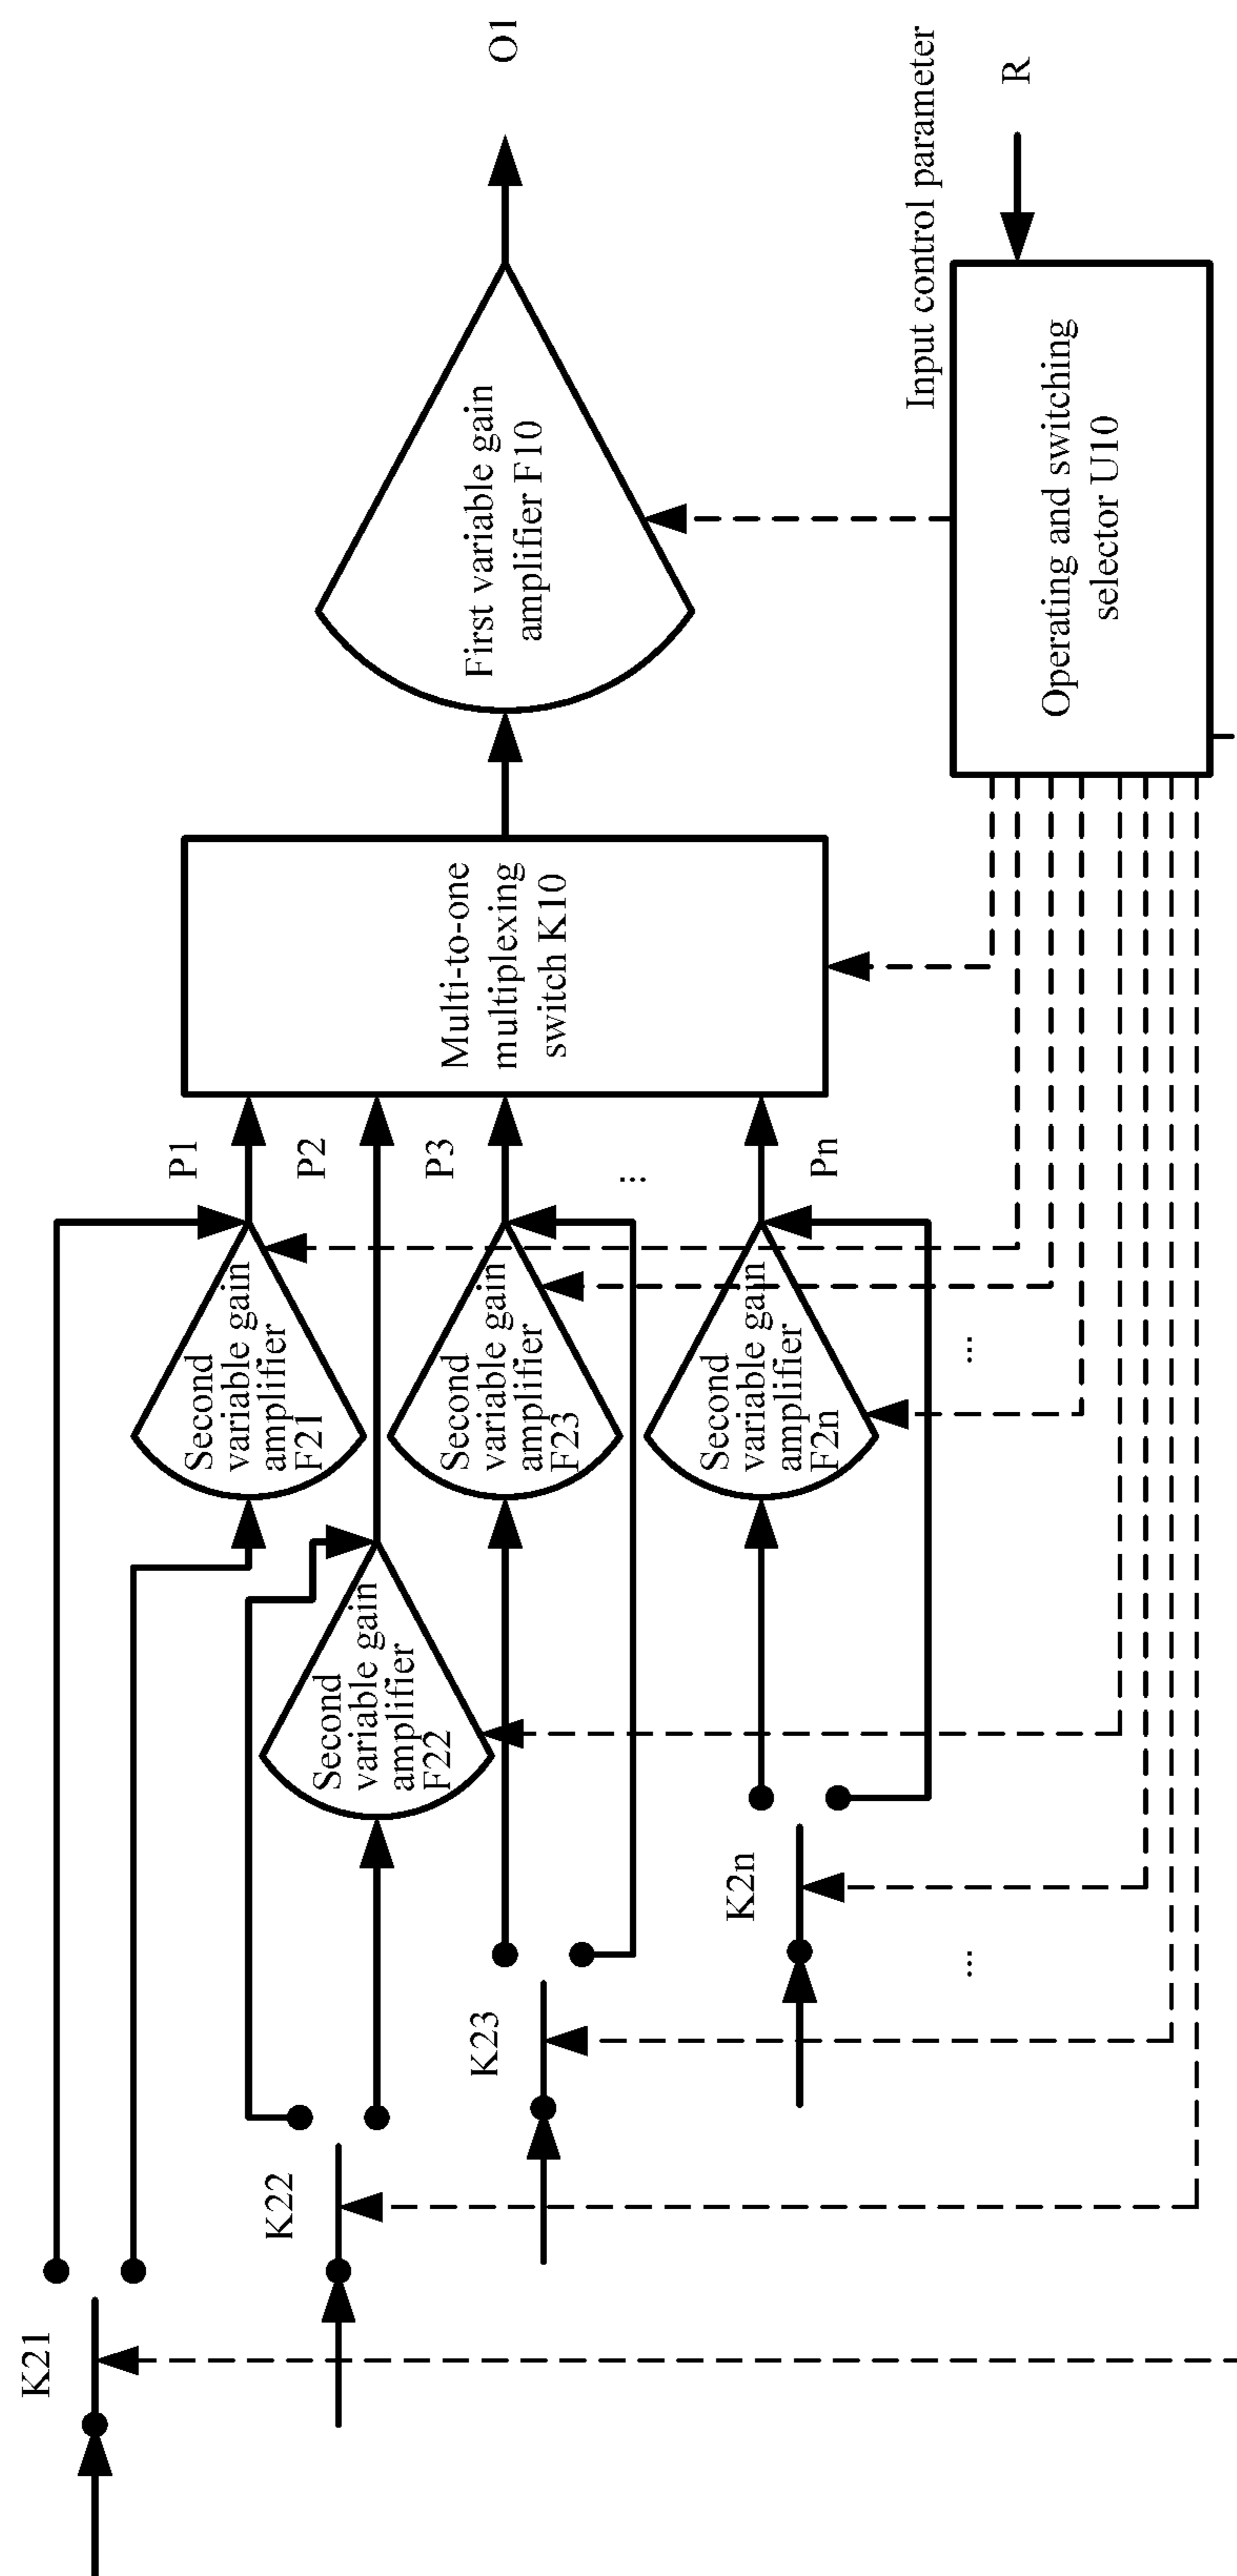 K21
K22
K23
K2n
...
Second
variable gain
amplifier
F21
Second
variable gain
amplifier
F22
Second
variable gain
amplifier
F23
Second
variable gain
amplifier
F2n
...
P1
P2
P3
...
Pn
Multi-to-one
multiplexing
switch K10
First variable gain
amplifier F10
O1
Operating and switching
selector U10
Input control parameter
R